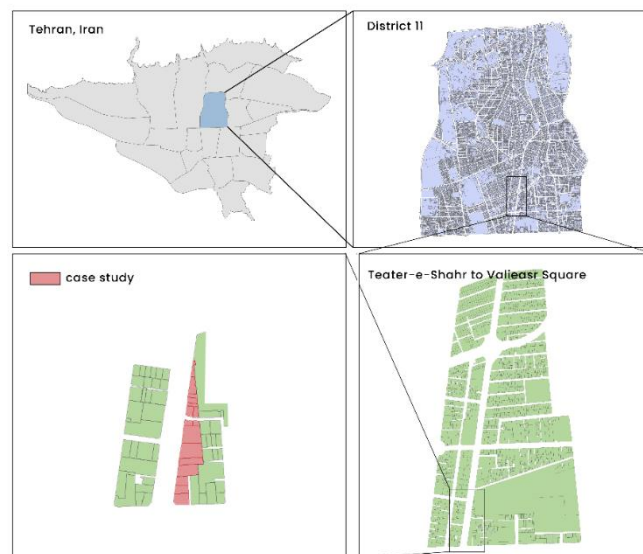 Tehran, Iran
District 11
case study
Teater-e-Shahr to Valieasr Square